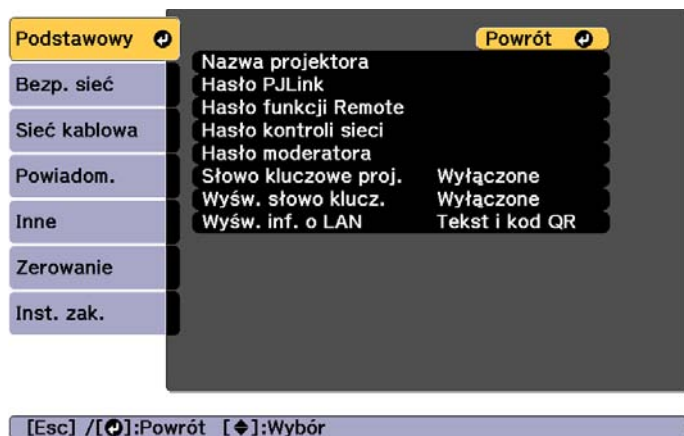 Podstawowy
Bezp. sieć
Sieć kablowa
Powiadom.
Inne
Zerowanie
Inst. zak.
Powrót
Nazwa projektora
Hasło PJLink
Hasło funkcji Remote
Hasło kontroli sieci
Hasło moderatora
Słowo kluczowe proj. Wyłączone
Wyśw. słowo klucz. Wyłączone
Wyśw. inf. o LAN Tekst i kod QR
[Esc] /[⏎]:Powrót [◆]:Wybór